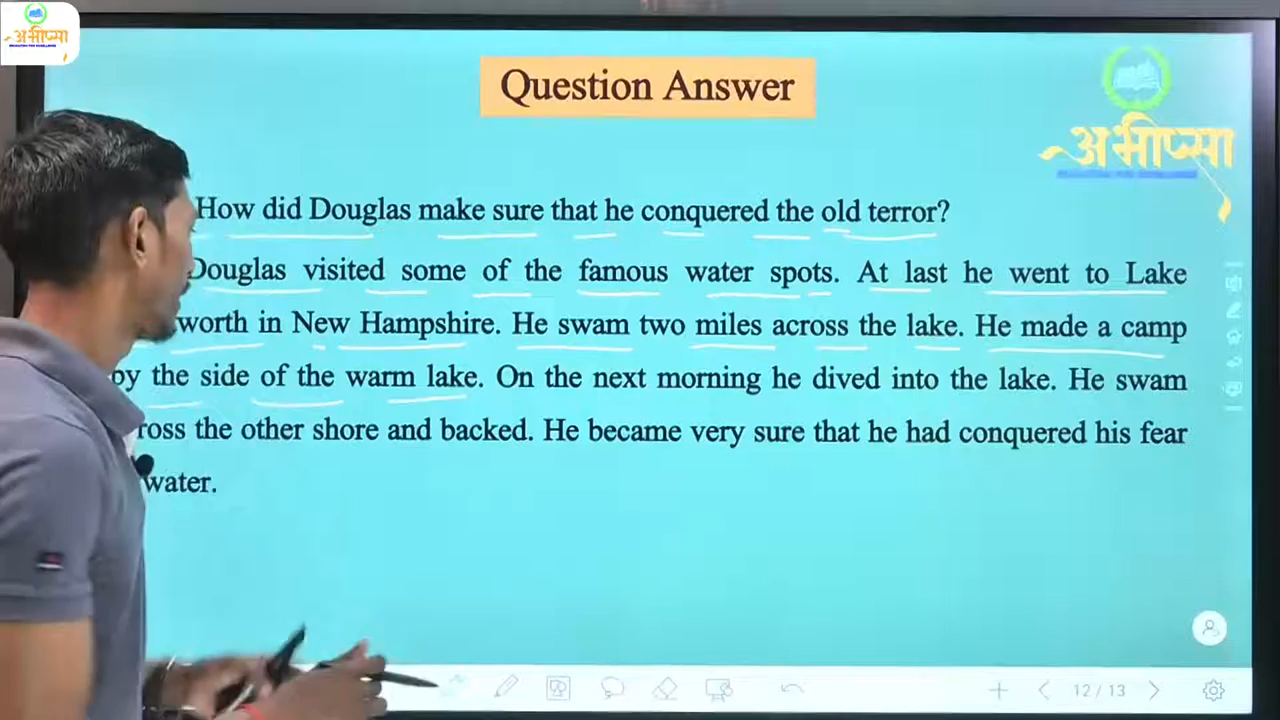 अभीप्सा
EDUCATION FOR EXCELLENCE
Question Answer
अभीप्सा
How did Douglas make sure that he conquered the old terror?
Douglas visited some of the famous water spots. At last he went to Lake
worth in New Hampshire. He swam two miles across the lake. He made a camp
by the side of the warm lake. On the next morning he dived into the lake. He swam
ross the other shore and backed. He became very sure that he had conquered his fear
water.
12/13